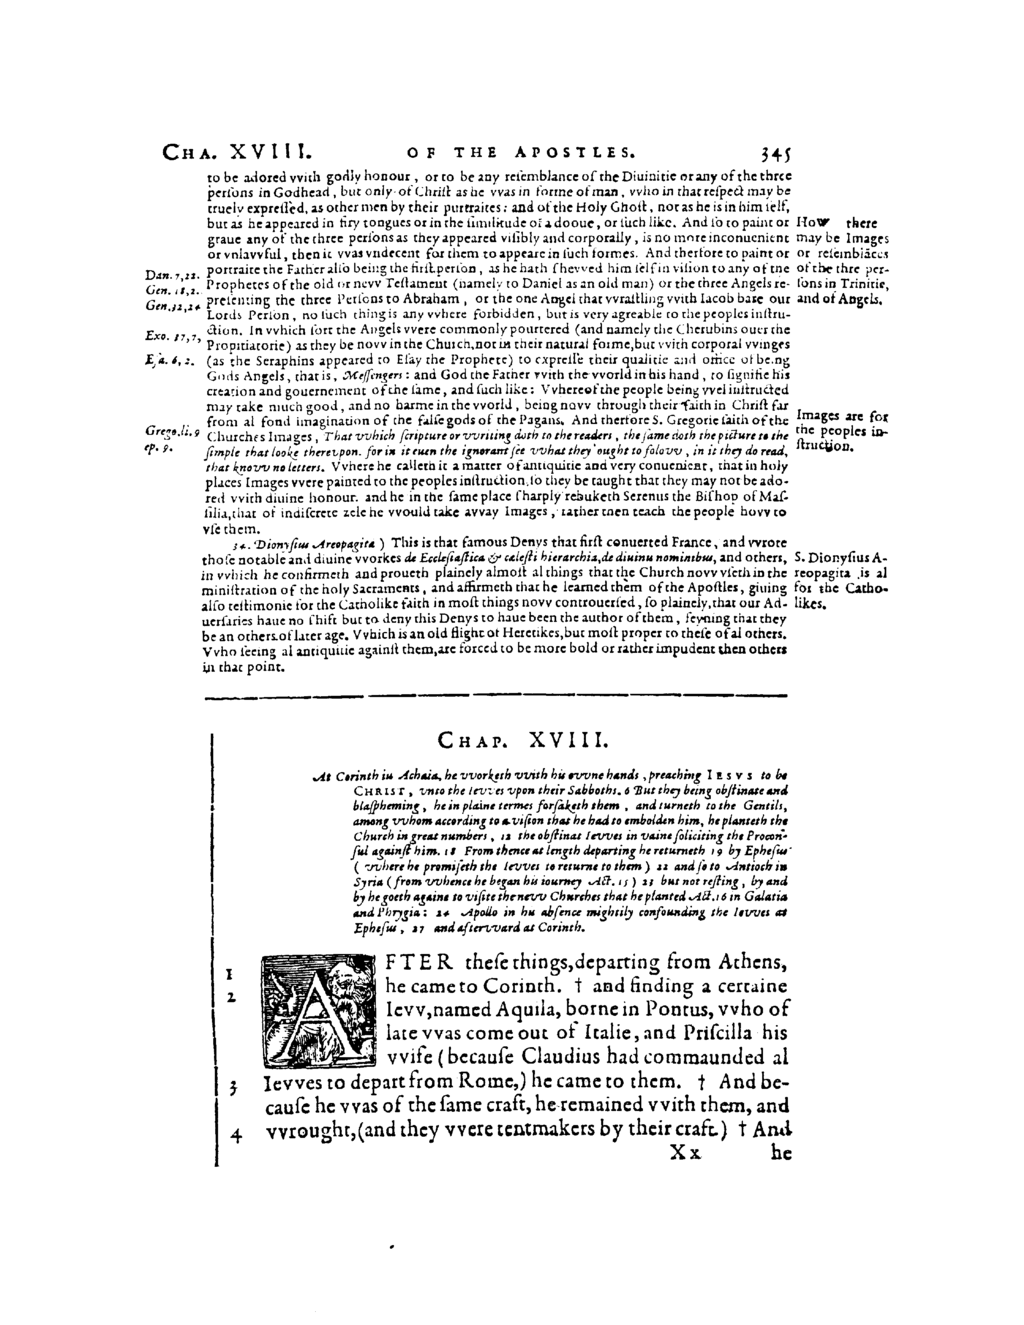 CHA. XVIII. OF THE APOSTLES. 345
to be adored vvith godly honour, or to be any resemblance of the Diuinitie or any of the three
persons in Godhead, but only of Christ as he vvas in forme of man, vvho in that respect may be
truely expressed, as other men by their purtraites: and of the Holy Ghost, not as he is in him self,
but as he appeared in firy tongues or in the similitude of a dooue, or such like. And so to paint or
graue any of the three persons as they appeared visibly and corporally, is no more inconuenient
or vnlavvful, then it vvas vndecent for them to appeare in such formes. And therfore to paint or
portraite the Father also being the first person, as he hath shevved him self in vision to any of the
Prophetes of the old or nevv Testament (namely to Daniel as an old man) or the three Angels re-
presenting the three Persons to Abraham, or the one Angel that vvrastling vvith Iacob bare our
Lords Person, no such thing is any vvhere forbidden, but is very agreable to the peoples instru-
ction. In vvhich sort the Angels vvere commonly pourtered (and namely the Cherubins ouer the
Propitiatorie) as they be novv in the Church, not in their natural forme, but vvith corporal vvinges
(as the Seraphins appeared to Esay the Prophete) to expresse their qualitie and office of being
Gods Angels, that is, Messengers: and God the Father vvith the vvorld in his hand, to signifie his
creation and gouernement of the same, and such like: Vvhereof the people being vvel instructed
may take much good, and no harme in the vvorld, being novv through their faith in Christ far
from al fond imagination of the false gods of the Pagans. And therfore S. Gregorie saith of the
Churches Images, That vvhich scripture or vvriting doth to the readers, the same doth the picture to the
simple that looke therevpon. for in it euen the ignorant see vvhat they ought to folovv, in it they do read,
that knovv no letters. Vvhere he calleth it a matter of antiquitie and very conuenient, that in holy
places Images vvere painted to the peoples instruction, so they be taught that they may not be ado-
red vvith diuine honour. and he in the same place sharply rebuketh Serenus the Bishop of Mas-
silia, that of indiscrete zele he vvould take avvay Images, rather then teach the people hovv to
vse them.
34. Dionysius Areopagita) This is that famous Denys that first conuerted France, and vvrote
those notable and diuine vvorkes de Ecclesiastica & cælesti hierarchia, de diuinis nominibus, and others,
in vvhich he confirmeth and proueth plainely almost al things that the Church novv vseth in the
ministration of the holy Sacraments, and affirmeth that he learned them of the Apostles, giuing
also testimonie for the Catholike faith in most things novv controuersed, so plainely, that our Ad-
uersaries haue no shift but to deny this Denys to haue been the author of them, feyning that they
be an others of later age. Vvhich is an old flight of Heretikes, but most proper to these of al others.
Vvho seeing al antiquitie against them, are forced to be more bold or rather impudent then others
in that point.
Dan. 7,22.
Gen. 18,2.
Gen. 32,24
Exo. 37,7,
Esa. 6, 2.
Grego. li. 9
ep. 9.
How there
may be Images
or resemblāces
of the thre per-
sons in Trinitie,
and of Angels.
Images are for
the peoples in-
struction.
S. Dionysius A-
reopagita is al
for the Catho-
likes.
CHAP. XVIII.
At Corinth in Achaia, he vvorketh vvith his ovvne hands, preaching IESVS to be
CHRIST, vnto the Ievves vpon their Sabboths. 6 But they being obstinate and
blaspheming, he in plaine termes forsaketh them, and turneth to the Gentils,
among vvhom according to a vision that he had to embolden him, he planteth the
Church in great numbers, 12 the obstinat Ievves in vaine soliciting the Procon-
sul against him. 18 From thence at length departing he returneth 19 by Ephesus
(vvhere he promiseth the Ievves to returne to them) 22 and so to Antioch in
Syria (from vvhence he began his iourney Act. 15) 23 but not resting, by and
by he goeth againe to visite the nevv Churches that he planted Act. 16 in Galatia
and Phrygia: 24 Apollo in his absence mightily confounding the Ievves at
Ephesus, 27 and aftervvard at Corinth.
1 AFTER these things, departing from Athens,
2 he came to Corinth. † and finding a certaine
Ievv, named Aquila, borne in Pontus, vvho of
late vvas come out of Italie, and Priscilla his
vvife (because Claudius had commaunded al
3 Ievves to depart from Rome,) he came to them. † And be-
cause he vvas of the same craft, he remained vvith them, and
4 vvrought, (and they vvere tentmakers by their craft.) † And
Xx he